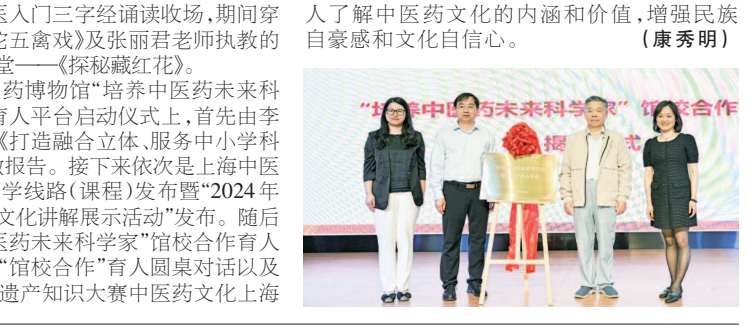 医入门三字经诵读收场,期间穿
佗五禽戏》及张丽君老师执教的
堂——《探秘藏红花》。
药博物馆“培养中医药未来科
育人平台启动仪式上,首先由李
《打造融合立体、服务中小学科
报告。接下来依次是上海中医
学线路(课程)发布暨“2024年
文化讲解展示活动”发布。随后
医药未来科学家”馆校合作育人
“馆校合作”育人圆桌对话以及
遗产知识大赛中医药文化上海
人了解中医药文化的内涵和价值,增强民族
自豪感和文化自信心。 (康秀明)
“培养中医药未来科学家”馆校合作
揭 式